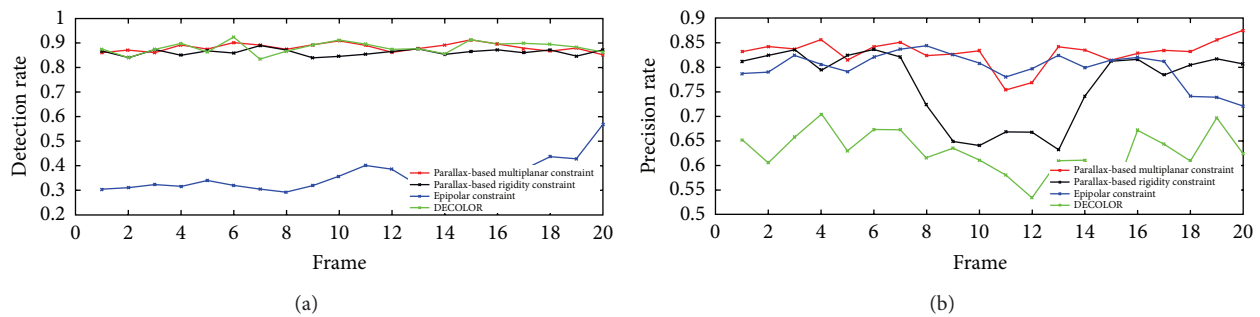 Detection rate
1
0.9
0.8
0.7
0.6
0.5
0.4
0.3
0.2
0 2 4 6 8 10 12 14 16 18 20
Frame
Parallax-based multiplanar constraint
Parallax-based rigidity constraint
Epipolar constraint
DECOLOR
(a)
Precision rate
0.9
0.85
0.8
0.75
0.7
0.65
0.6
0.55
0.5
0 2 4 6 8 10 12 14 16 18 20
Frame
Parallax-based multiplanar constraint
Parallax-based rigidity constraint
Epipolar constraint
DECOLOR
(b)